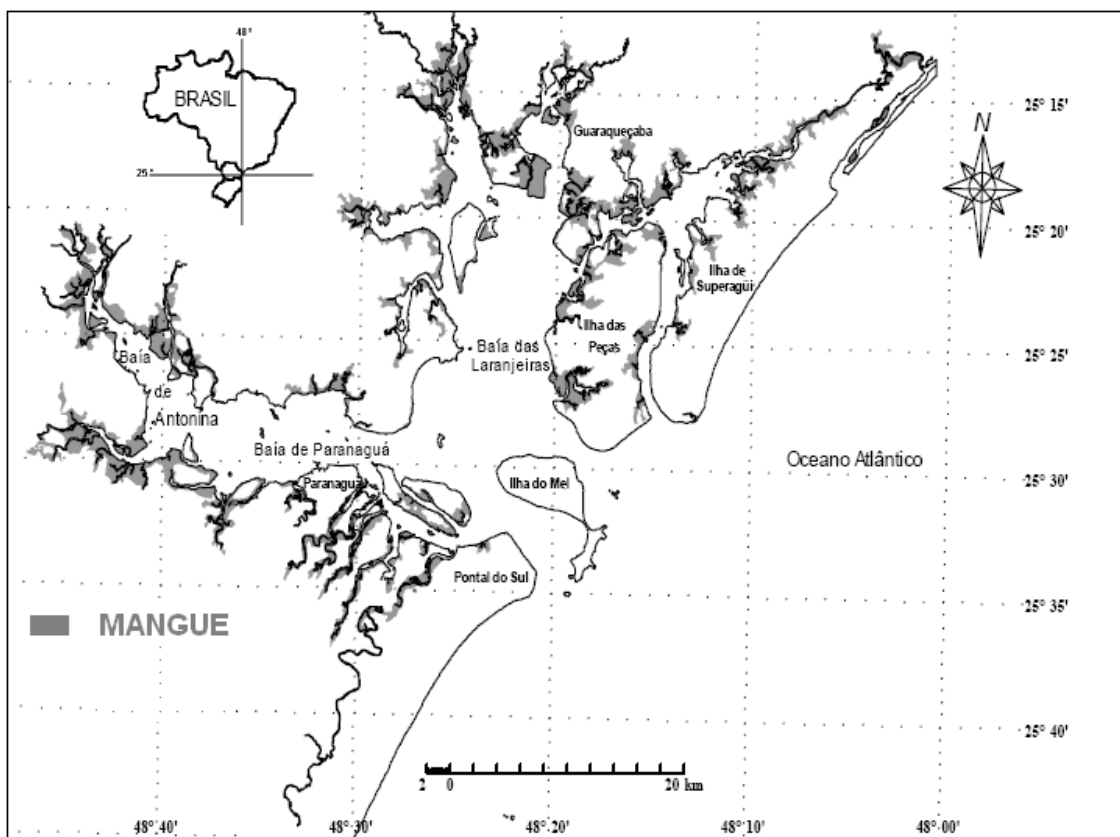 48°
BRASIL
25°
N
Guaraqueçaba
25° 15'
25° 20'
Ilha de
Superagüi
Ilha das
Peças
Baía das
Laranjeiras
25° 25'
Baía
de
Antonina
Baía de Paranaguá
Paranaguá
Ilha do Mel
Oceano Atlântico
25° 30'
Pontal do Sul
25° 35'
MANGUE
25° 40'
2 0 20 km
48°40' 48°30' 48°20' 48°10' 48°00'